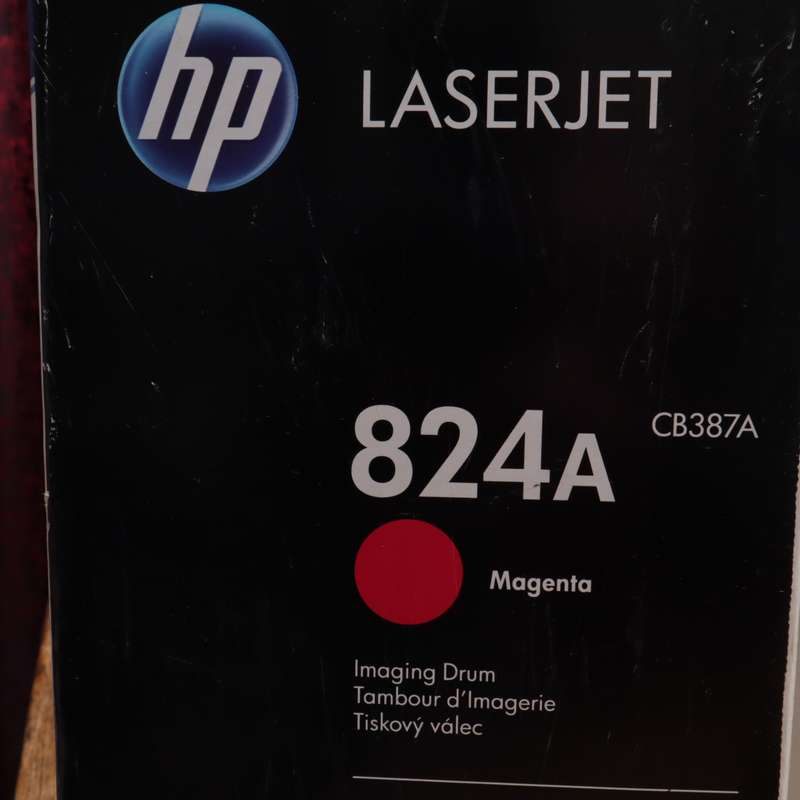 hp
LASERJET
824A
CB387A
Magenta
Imaging Drum
Tambour d'Imagerie
Tiskový válec